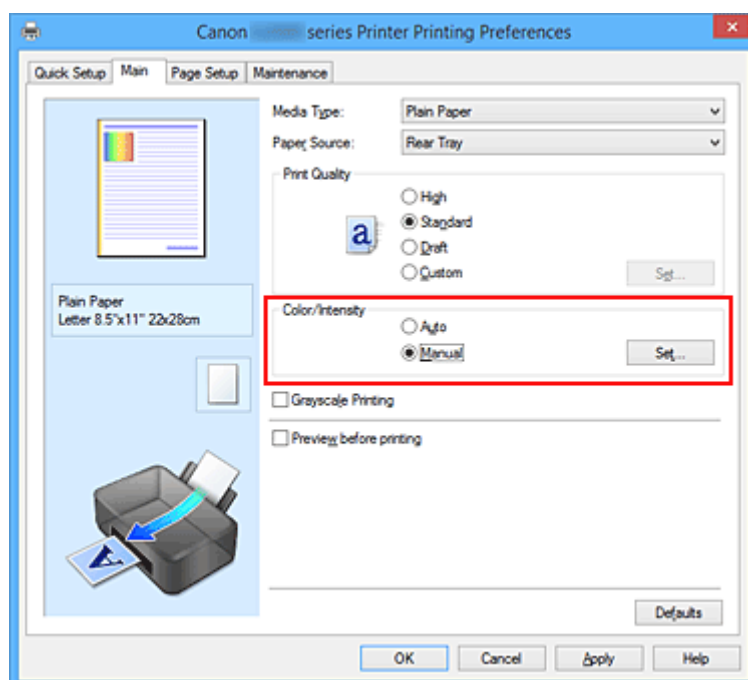 Canon series Printer Printing Preferences
Quick Setup Main Page Setup Maintenance
Media Type: Plain Paper
Paper Source: Rear Tray
Print Quality
High
Standard
Draft
Custom
Set...
a
Plain Paper
Letter 8.5"x11" 22x28cm
Color/Intensity
Auto
Manual
Set...
Grayscale Printing
Preview before printing
A
Defaults
OK Cancel Apply Help